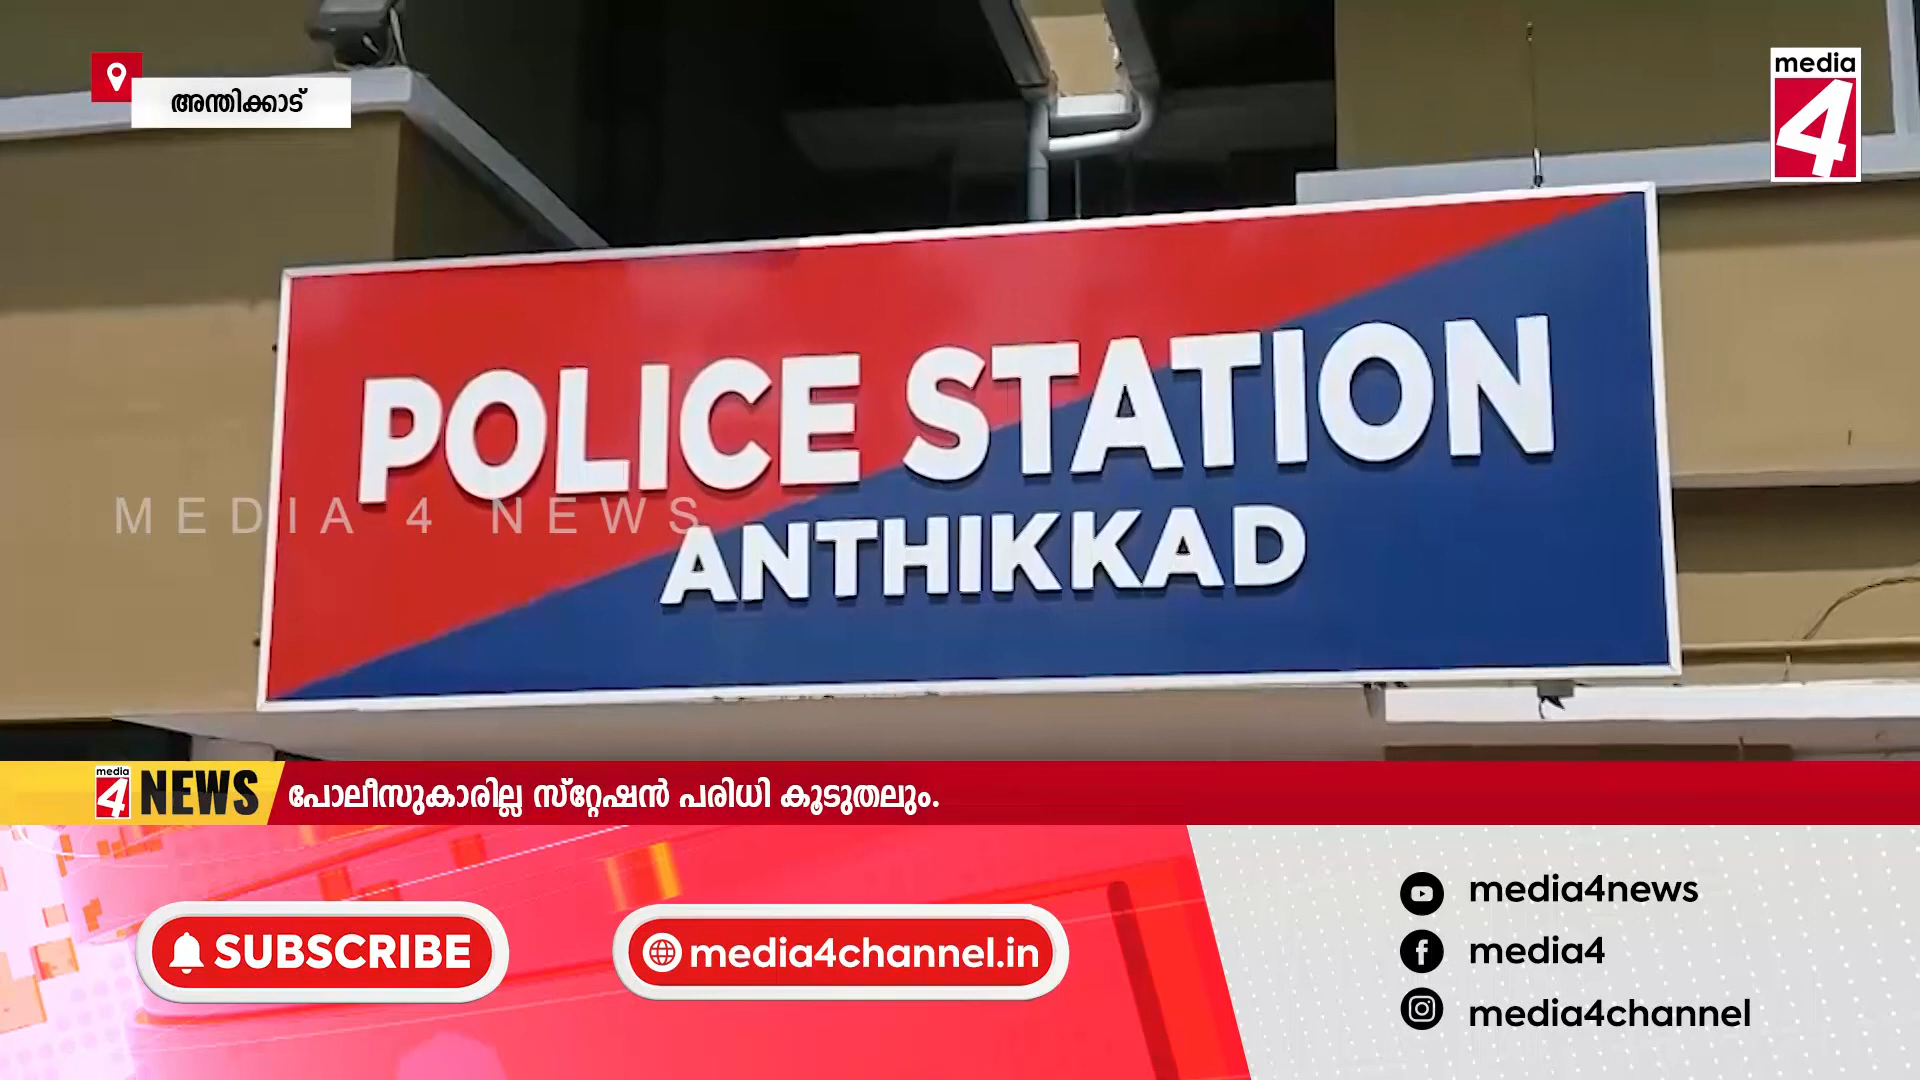 അന്തിക്കാട്
media
4
POLICE STATION
MEDIA 4 NEWS
ANTHIKKAD
media
4 NEWS
പോലീസുകാരില്ല സ്റ്റേഷൻ പരിധി കൂടുതലും.
SUBSCRIBE
media4channel.in
media4news
media4
media4channel